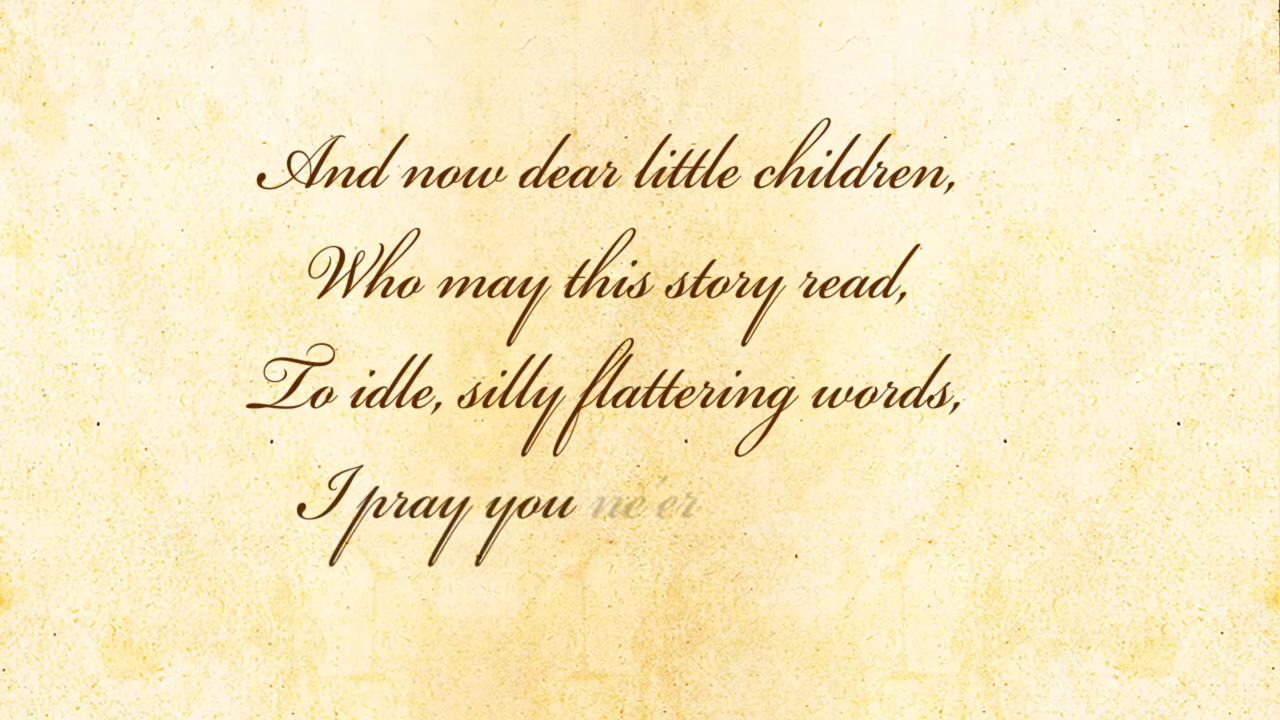 And now dear little children,
Who may this story read,
To idle, silly flattering words,
I pray you ne'er